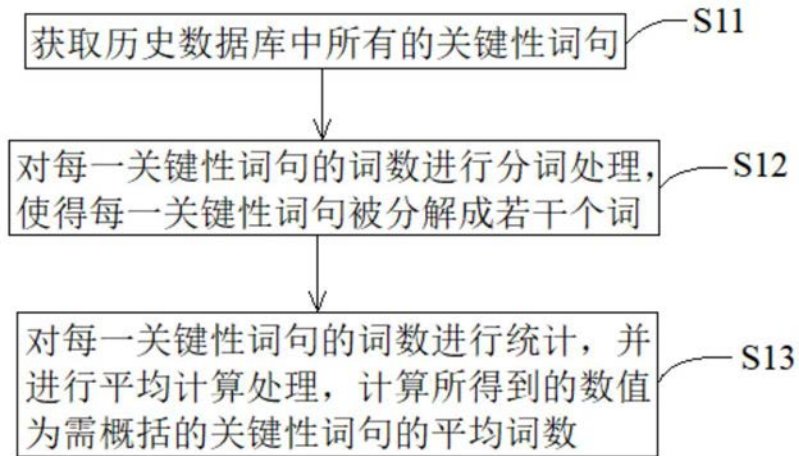 获取历史数据库中所有的关键性词句
S11
对每一关键性词句的词数进行分词处理，
使得每一关键性词句被分解成若干个词
S12
对每一关键性词句的词数进行统计，并
进行平均计算处理，计算所得到的数值
为需概括的关键性词句的平均词数
S13